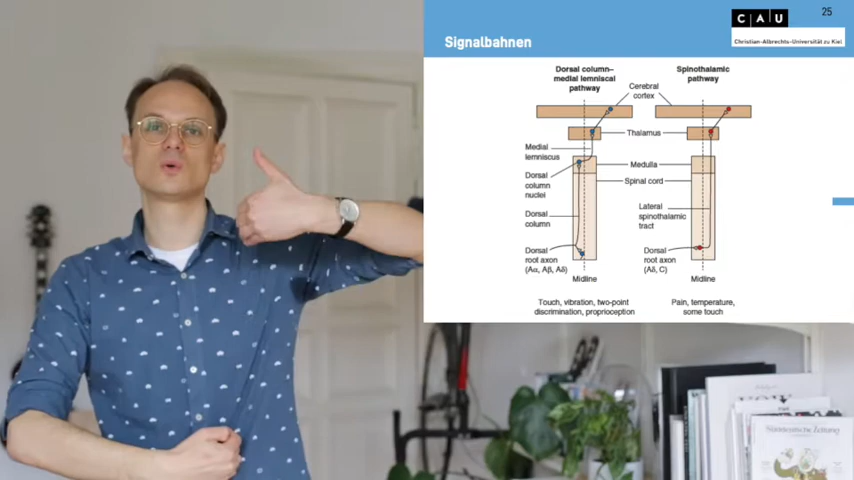 25
C A U
Christian-Albrechts-Universität zu Kiel
Signalbahnen
Dorsal column–
medial lemniscal
pathway
Spinothalamic
pathway
Cerebral
cortex
Thalamus
Medial
lemniscus
Medulla
Dorsal
column
nuclei
Spinal cord
Dorsal
column
Lateral
spinothalamic
tract
Dorsal
root axon
(Aα, Aβ, Aδ)
Dorsal
root axon
(Aδ, C)
Midline
Midline
Touch, vibration, two-point
discrimination, proprioception
Pain, temperature,
some touch
Süddeutsche Zeitung